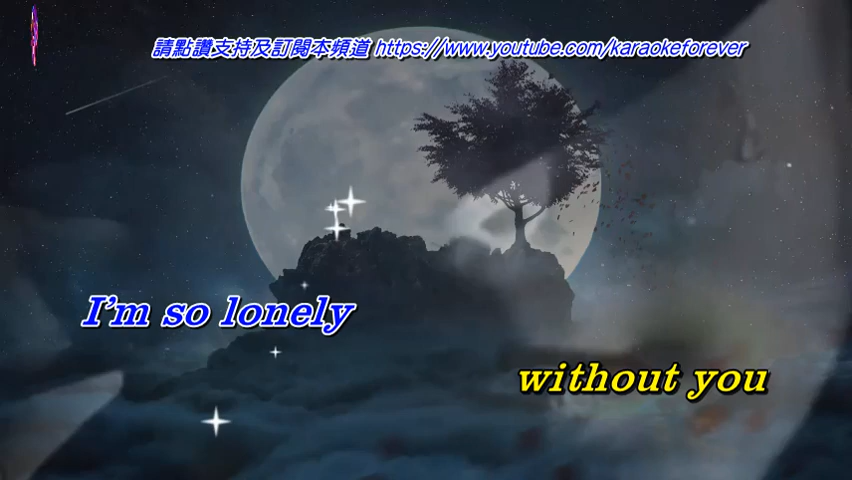 請點讚支持及訂閱本頻道 https://www.youtube.com/karaokeforever
I'm so lonely
without you